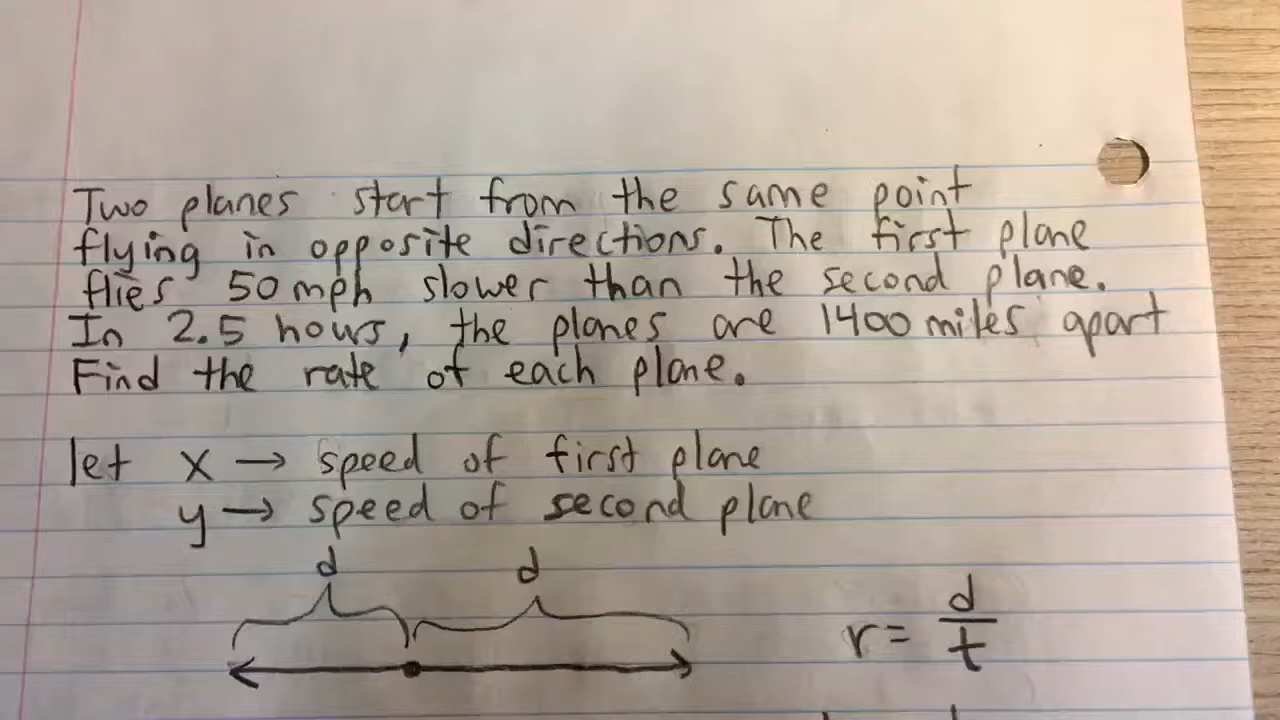 Two planes start from the same point
flying in opposite directions. The first plane
flies 50 mph slower than the second plane.
In 2.5 hours, the planes are 1400 miles apart
Find the rate of each plane.
let x → speed of first plane
y → speed of second plane
d d
r = d/t